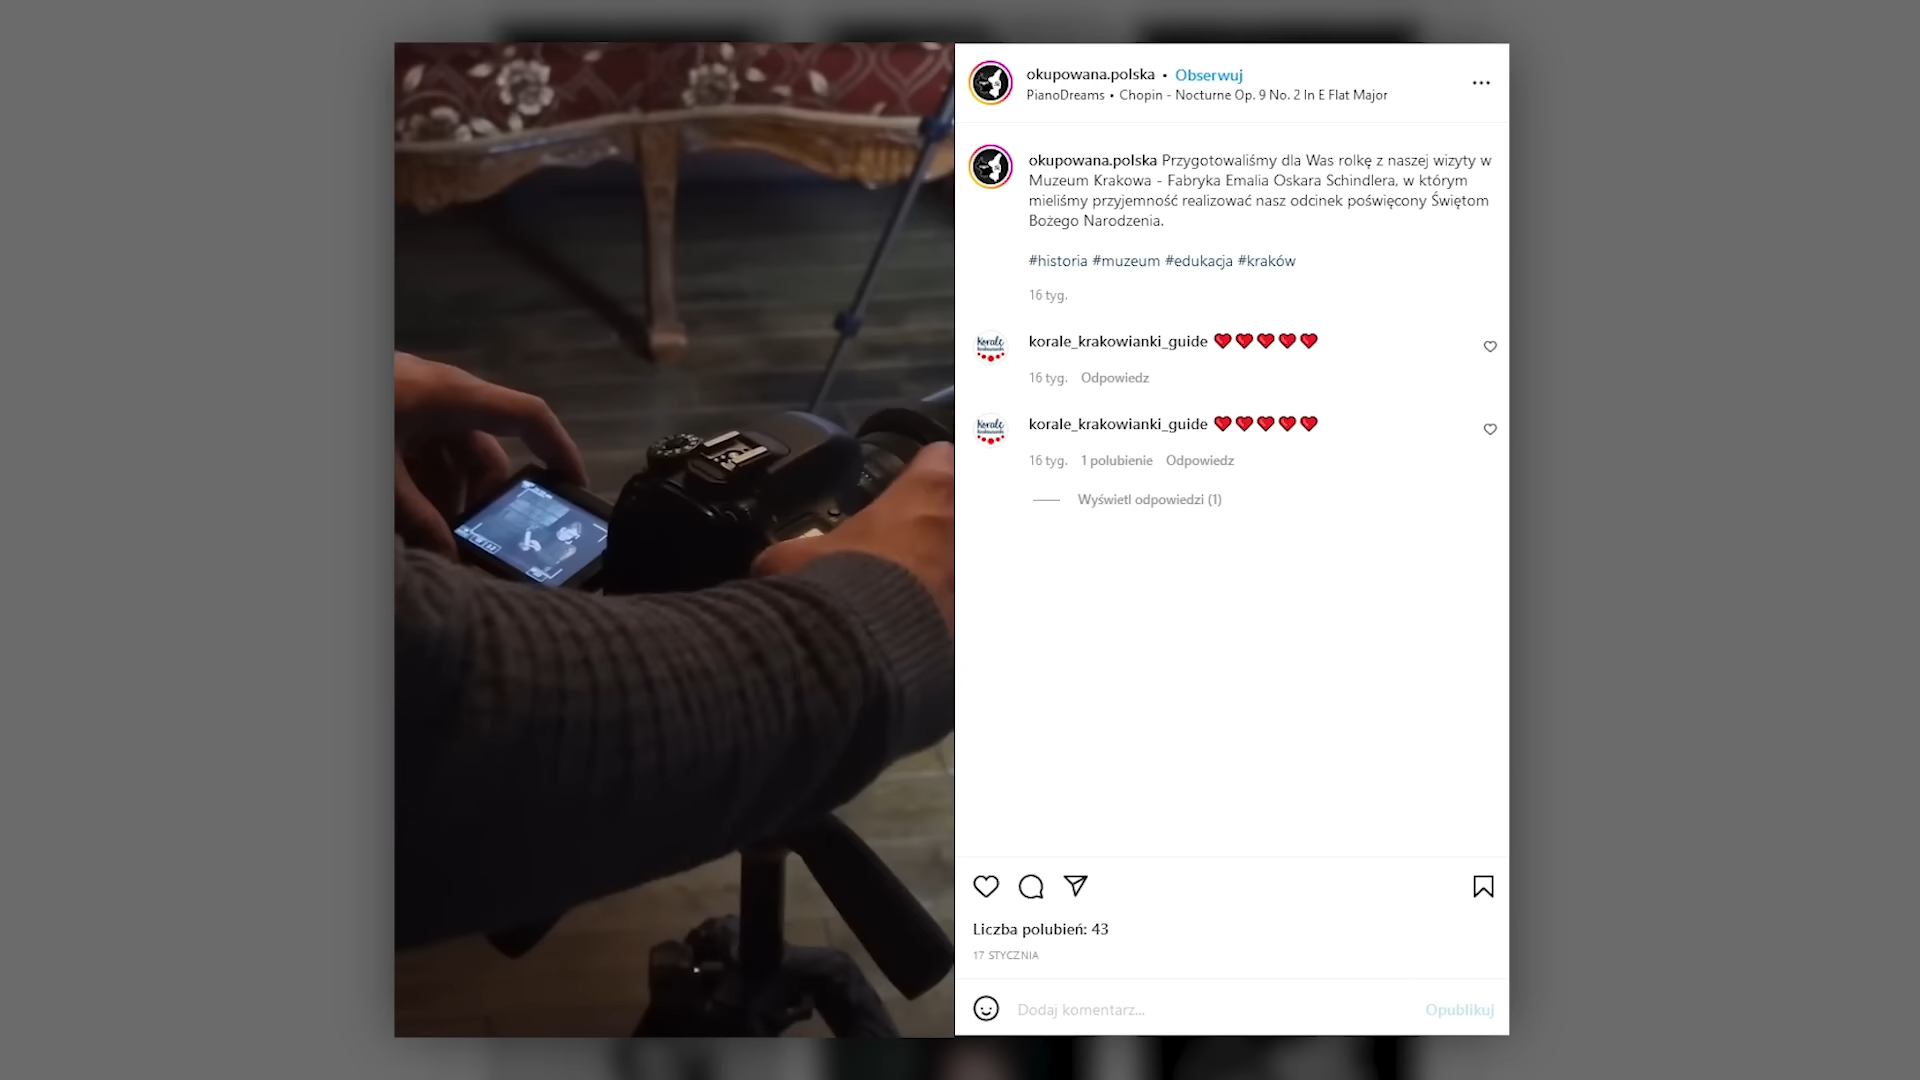 okupowana.polska • Obserwuj
PianoDreams • Chopin - Nocturne Op. 9 No. 2 In E Flat Major
okupowana.polska Przygotowaliśmy dla Was rolkę z naszej wizyty w
Muzeum Krakowa - Fabryka Emalia Oskara Schindlera, w którym
mieliśmy przyjemność realizować nasz odcinek poświęcony Świętom
Bożego Narodzenia.
#historia #muzeum #edukacja #kraków
16 tyg.
Korale
korale_krakowianki_guide ❤❤❤❤❤
16 tyg. Odpowiedz
Korale
korale_krakowianki_guide ❤❤❤❤❤
16 tyg. 1 polubienie Odpowiedz
Wyświetl odpowiedzi (1)
Liczba polubień: 43
17 STYCZNIA
Dodaj komentarz... Opublikuj